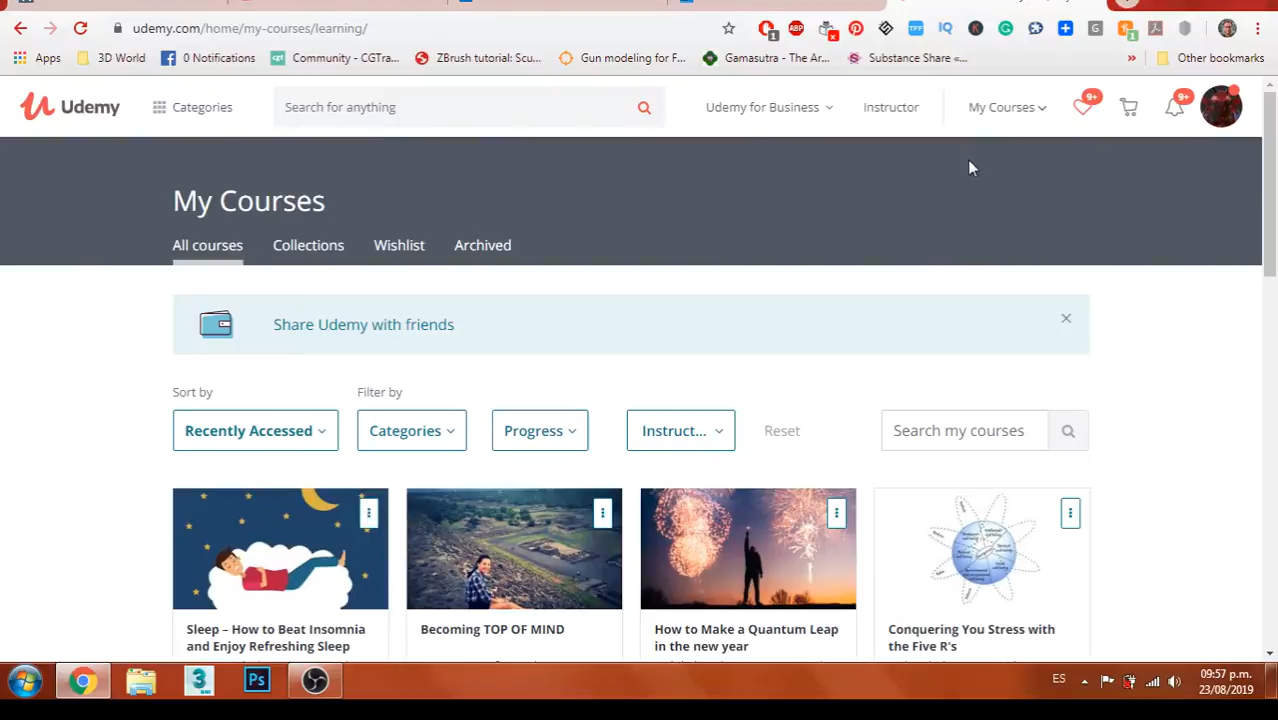 udemy.com/home/my-courses/learning/
1
x
1
Apps 3D World 0 Notifications Community - CGTra... ZBrush tutorial: Scu... Gun modeling for F... Gamasutra - The Ar... Substance Share «... » Other bookmarks
Udemy Categories Search for anything Udemy for Business Instructor My Courses 9+ 9+
My Courses
All courses Collections Wishlist Archived
Share Udemy with friends
Sort by Filter by
Recently Accessed Categories Progress Instruct... Reset Search my courses
Sleep – How to Beat Insomnia
and Enjoy Refreshing Sleep
Becoming TOP OF MIND
How to Make a Quantum Leap
in the new year
Conquering You Stress with
the Five R's
Ps
ES
09:57 p.m.
23/08/2019